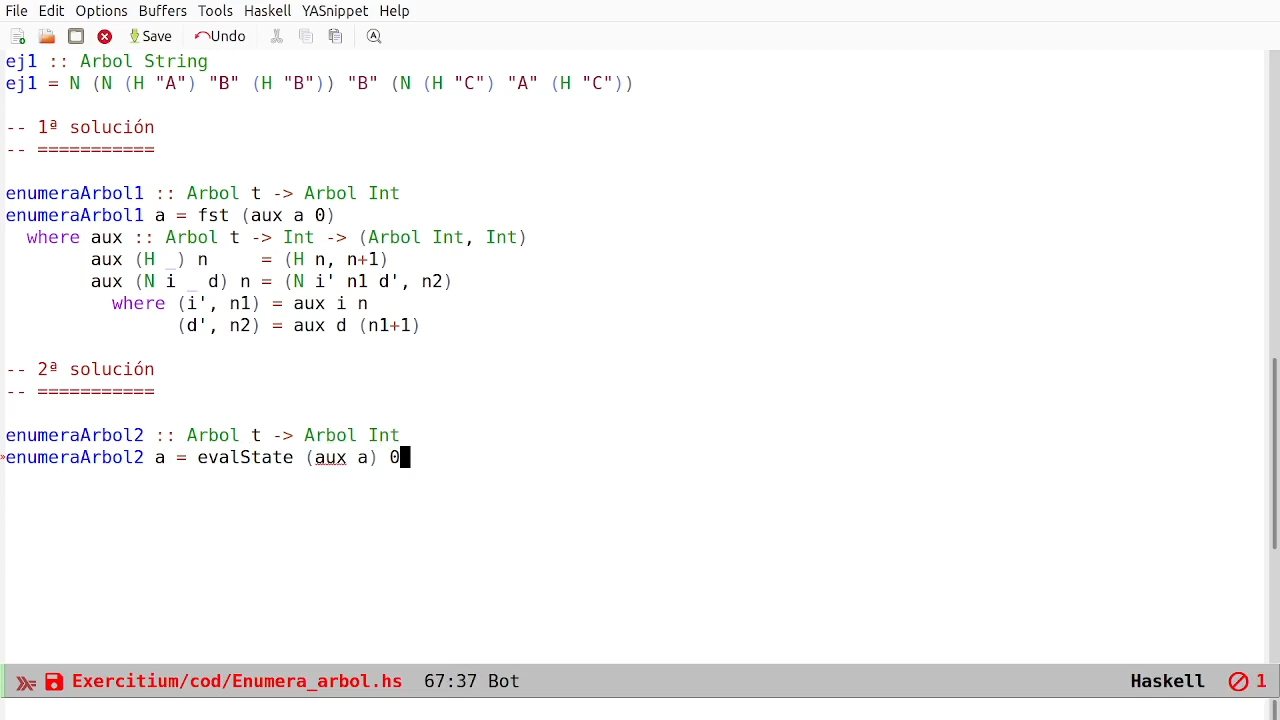 File Edit Options Buffers Tools Haskell YASnippet Help
Save Undo
ej1 :: Arbol String
ej1 = N (N (H "A") "B" (H "B")) "B" (N (H "C") "A" (H "C"))
-- 1ª solución
-- ===========
enumeraArbol1 :: Arbol t -> Arbol Int
enumeraArbol1 a = fst (aux a 0)
  where aux :: Arbol t -> Int -> (Arbol Int, Int)
        aux (H _) n     = (H n, n+1)
        aux (N i _ d) n = (N i' n1 d', n2)
          where (i', n1) = aux i n
                (d', n2) = aux d (n1+1)
-- 2ª solución
-- ===========
enumeraArbol2 :: Arbol t -> Arbol Int
enumeraArbol2 a = evalState (aux a) 0
Exercitium/cod/Enumera_arbol.hs 67:37 Bot Haskell 1